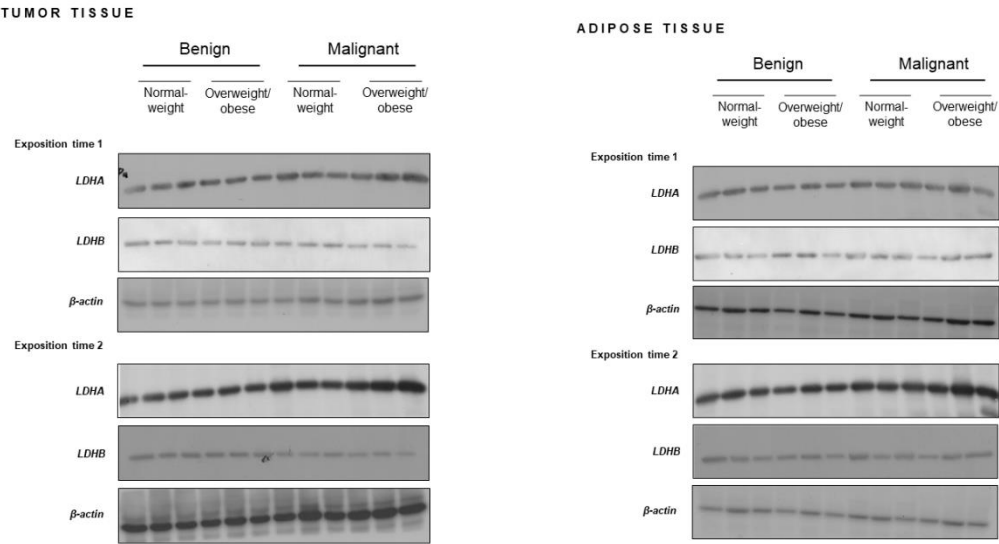 TUMOR TISSUE
Benign
Malignant
Normal-
weight
Overweight/
obese
Normal-
weight
Overweight/
obese
Exposition time 1
LDHA
LDHB
β-actin
Exposition time 2
LDHA
LDHB
β-actin
ADIPOSE TISSUE
Benign
Malignant
Normal-
weight
Overweight/
obese
Normal-
weight
Overweight/
obese
Exposition time 1
LDHA
LDHB
β-actin
Exposition time 2
LDHA
LDHB
β-actin